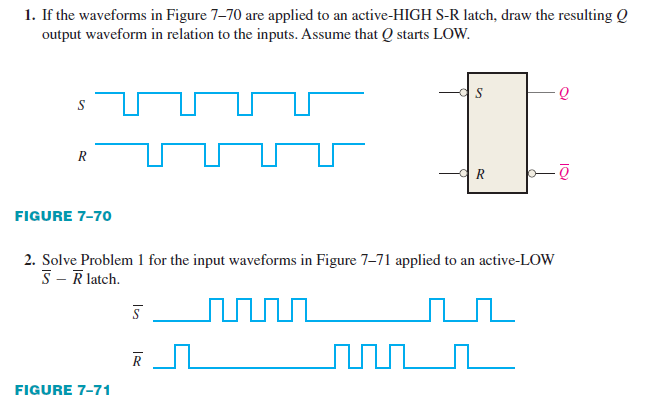 1. If the waveforms in Figure 7–70 are applied to an active-HIGH S-R latch, draw the resulting Q
output waveform in relation to the inputs. Assume that Q starts LOW.
S
R
S
Q
R
Q̅
FIGURE 7–70
2. Solve Problem 1 for the input waveforms in Figure 7–71 applied to an active-LOW
S̅ – R̅ latch.
S̅
R̅
FIGURE 7–71